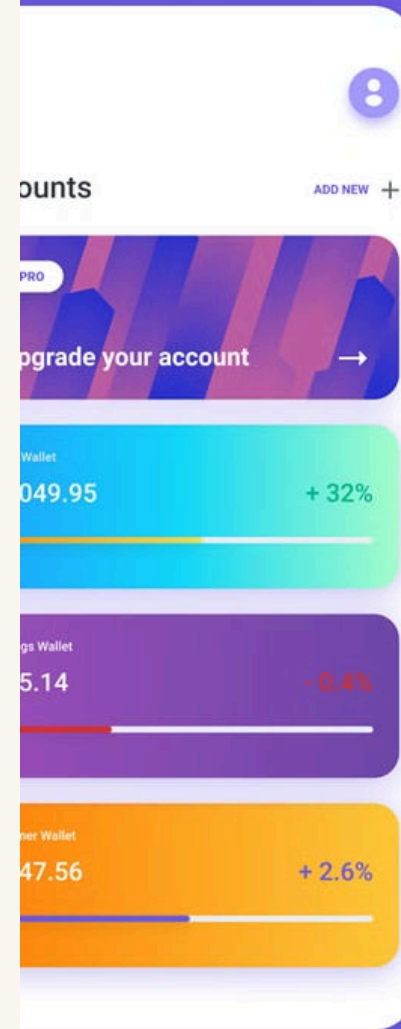 ounts
ADD NEW +
PRO
pgrade your account
Wallet
049.95
+ 32%
gs Wallet
5.14
- 0.4%
ner Wallet
47.56
+ 2.6%